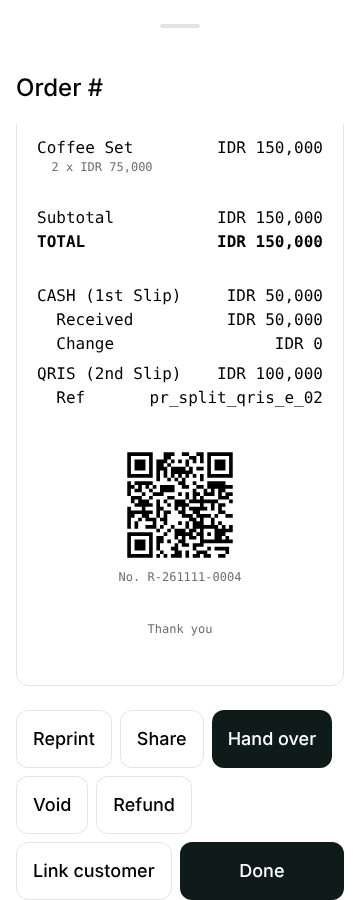 Order #
Coffee Set IDR 150,000
2 x IDR 75,000
Subtotal IDR 150,000
TOTAL IDR 150,000
CASH (1st Slip) IDR 50,000
Received IDR 50,000
Change IDR 0
QRIS (2nd Slip) IDR 100,000
Ref pr_split_qris_e_02
No. R-261111-0004
Thank you
Reprint Share Hand over
Void Refund
Link customer Done